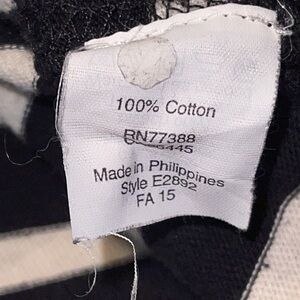 100% Cotton
RN77388
Made in Philippines
Style E2892
FA 15